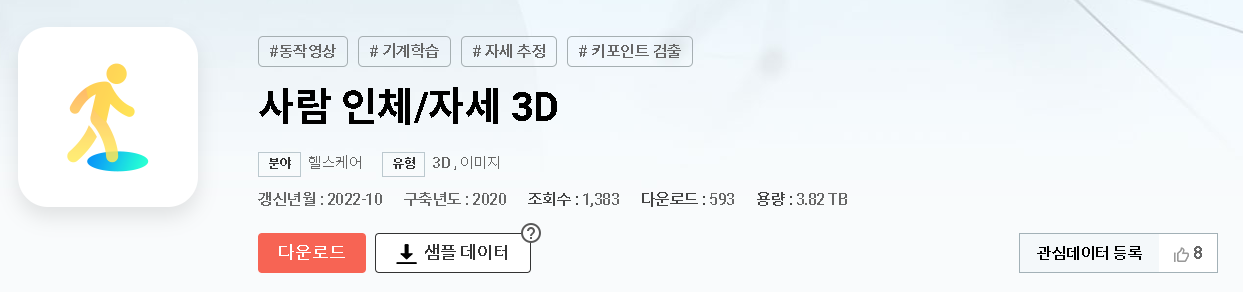 #동작영상 # 기계학습 # 자세 추정 # 키포인트 검출
사람 인체/자세 3D
분야 헬스케어 유형 3D , 이미지
갱신년월 : 2022-10 구축년도 : 2020 조회수 : 1,383 다운로드 : 593 용량 : 3.82 TB
다운로드 샘플 데이터 ? 관심데이터 등록 8